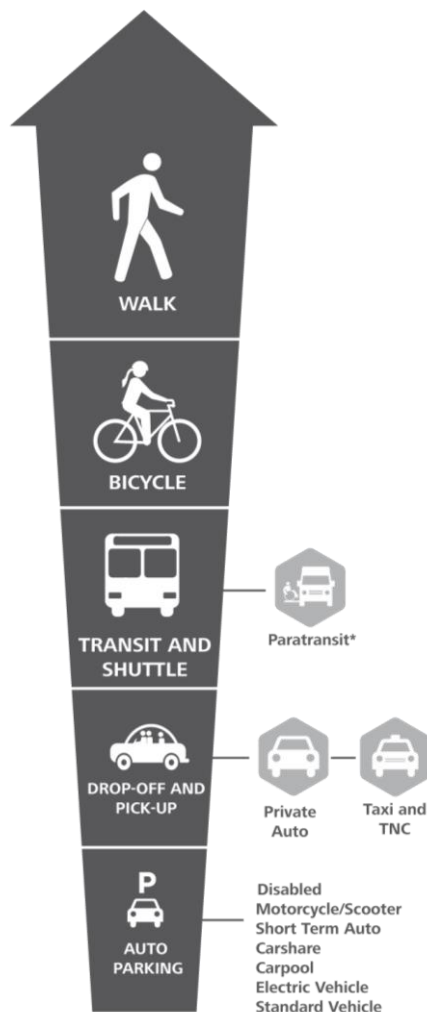 WALK
BICYCLE
TRANSIT AND
SHUTTLE
Paratransit*
DROP-OFF AND
PICK-UP
Private
Auto
Taxi and
TNC
P
AUTO
PARKING
Disabled
Motorcycle/Scooter
Short Term Auto
Carshare
Carpool
Electric Vehicle
Standard Vehicle